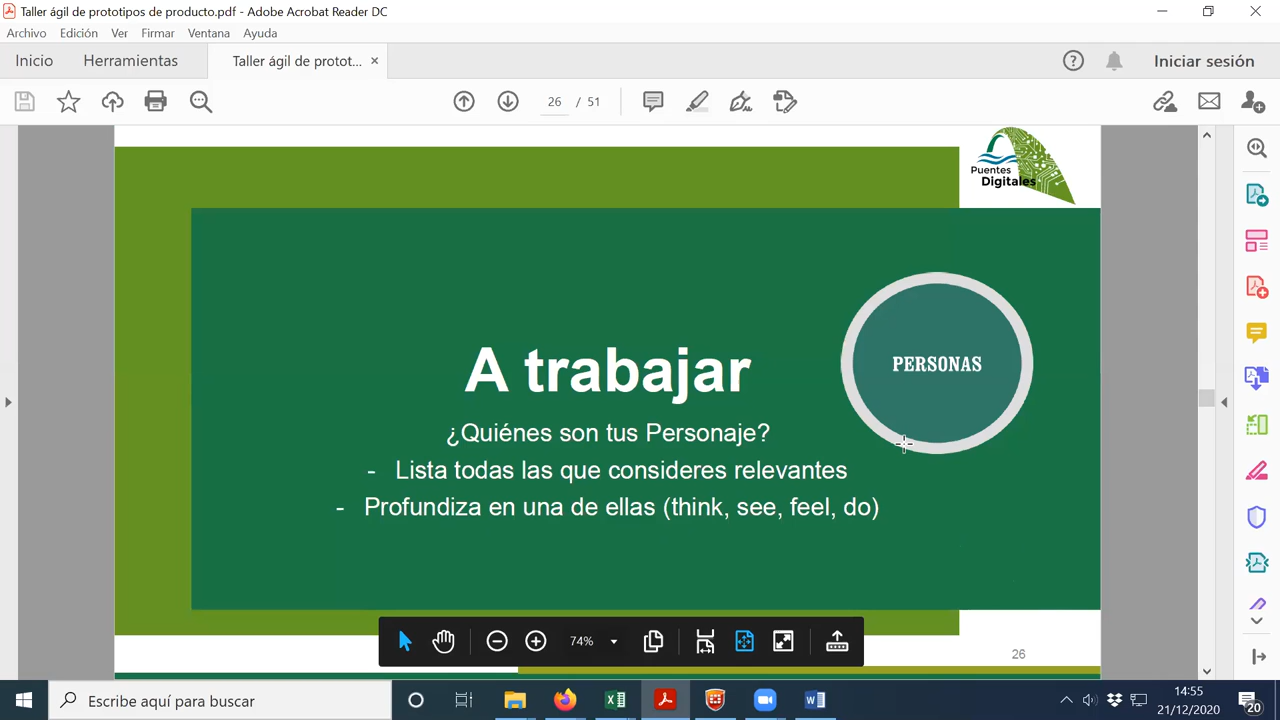 Taller ágil de prototipos de producto.pdf - Adobe Acrobat Reader DC
Archivo Edición Ver Firmar Ventana Ayuda
Inicio Herramientas Taller ágil de protot... Iniciar sesión
26 / 51
Puentes
Digitales
PERSONAS
A trabajar
¿Quiénes son tus Personaje?
- Lista todas las que consideres relevantes
- Profundiza en una de ellas (think, see, feel, do)
74%
26
Escribe aquí para buscar
14:55
21/12/2020
20